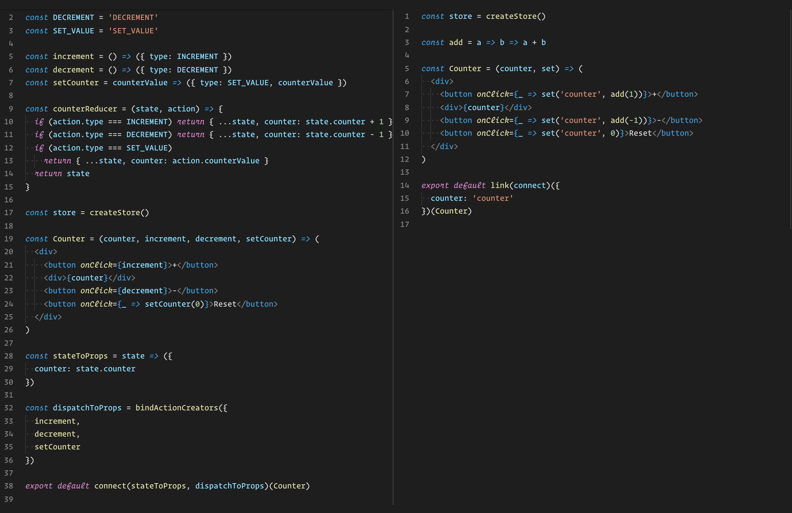 2 const DECREMENT = 'DECREMENT'
3 const SET_VALUE = 'SET_VALUE'
4
5 const increment = () => ({ type: INCREMENT })
6 const decrement = () => ({ type: DECREMENT })
7 const setCounter = counterValue => ({ type: SET_VALUE, counterValue })
8
9 const counterReducer = (state, action) => {
10 if (action.type === INCREMENT) return { ...state, counter: state.counter + 1 }
11 if (action.type === DECREMENT) return { ...state, counter: state.counter - 1 }
12 if (action.type === SET_VALUE)
13 return { ...state, counter: action.counterValue }
14 return state
15 }
16
17 const store = createStore()
18
19 const Counter = (counter, increment, decrement, setCounter) => (
20 <div>
21 <button onClick={increment}>+</button>
22 <div>{counter}</div>
23 <button onClick={decrement}>-</button>
24 <button onClick={_ => setCounter(0)}>Reset</button>
25 </div>
26 )
27
28 const stateToProps = state => ({
29 counter: state.counter
30 })
31
32 const dispatchToProps = bindActionCreators({
33 increment,
34 decrement,
35 setCounter
36 })
37
38 export default connect(stateToProps, dispatchToProps)(Counter)
39
1 const store = createStore()
2
3 const add = a => b => a + b
4
5 const Counter = (counter, set) => (
6 <div>
7 <button onClick={_ => set('counter', add(1))}>+</button>
8 <div>{counter}</div>
9 <button onClick={_ => set('counter', add(-1))}>-</button>
10 <button onClick={_ => set('counter', 0)}>Reset</button>
11 </div>
12 )
13
14 export default link(connect)({
15 counter: 'counter'
16 })(Counter)
17